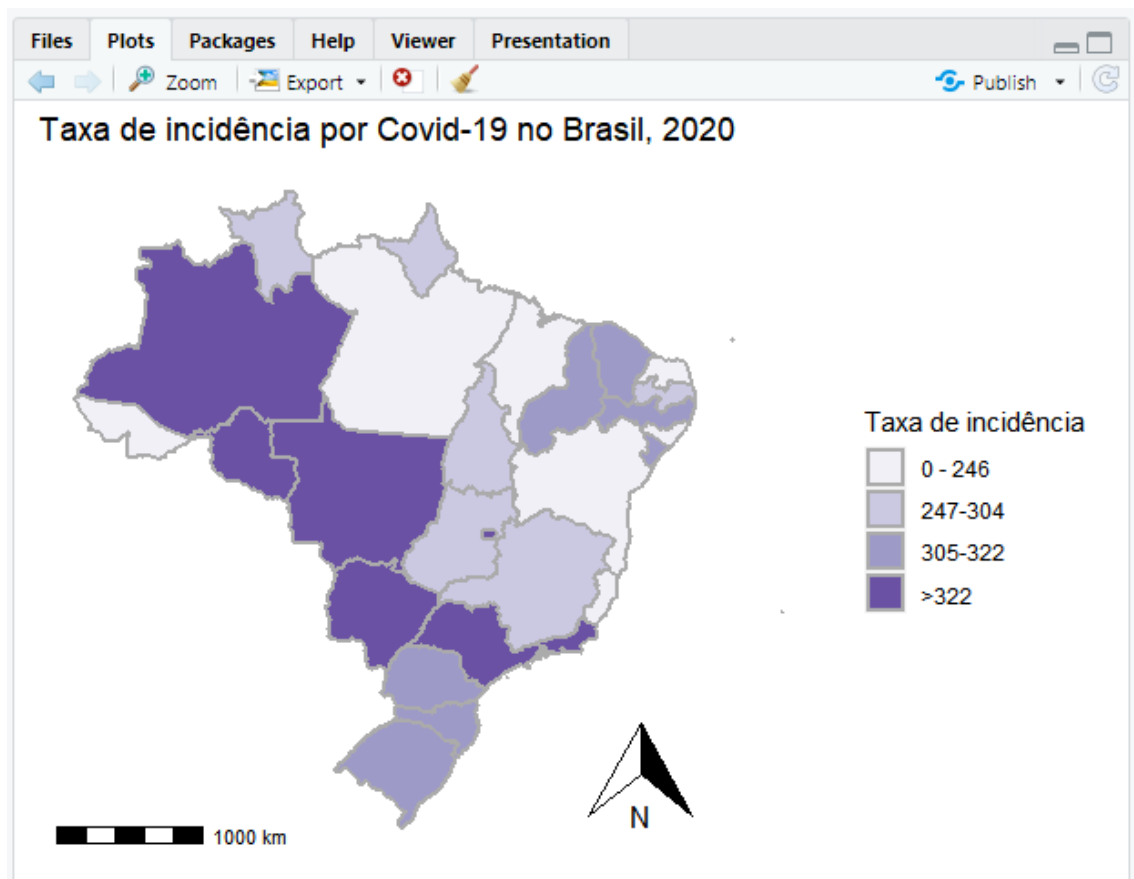 Files Plots Packages Help Viewer Presentation
Zoom Export Publish
Taxa de incidência por Covid-19 no Brasil, 2020
Taxa de incidência
0 - 246
247-304
305-322
>322
N
1000 km